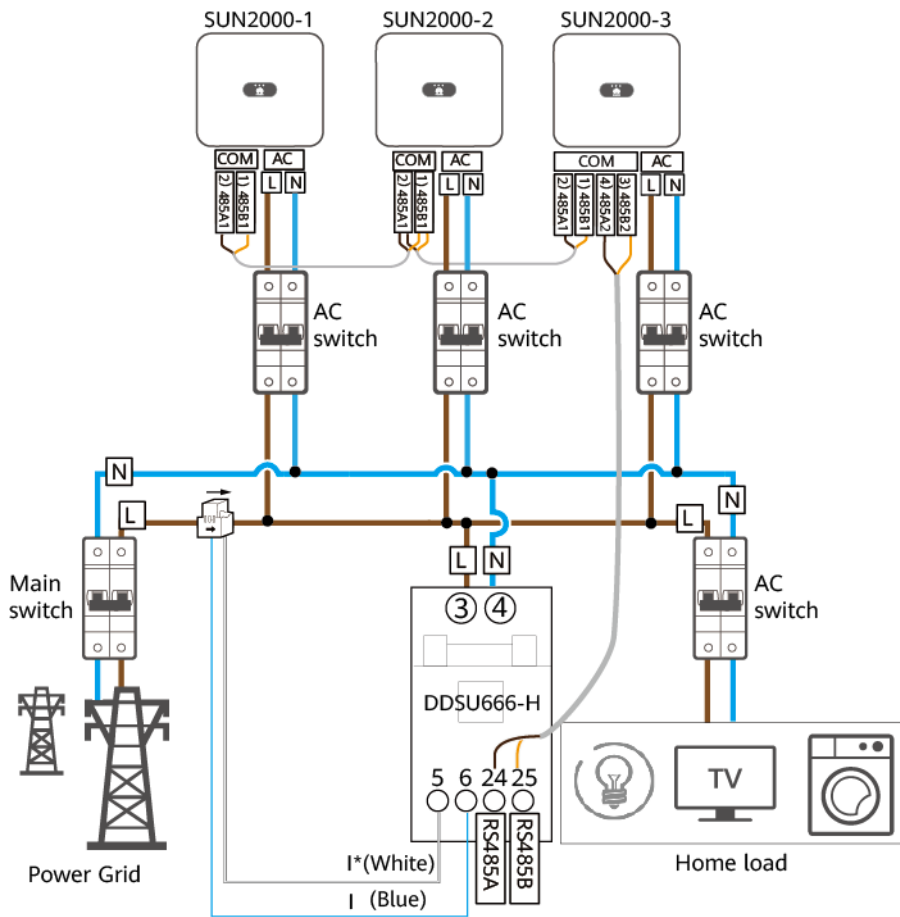 SUN2000-1
SUN2000-2
SUN2000-3
COM
AC
COM
AC
COM
AC
2) 485A1
1) 485B1
L
N
2) 485A1
1) 485B1
L
N
2) 485A1
1) 485B1
4) 485A2
3) 485B2
L
N
AC
switch
AC
switch
AC
switch
N
N
L
L
L
N
Main
switch
AC
switch
3
4
DDSU666-H
TV
5
6
24
25
RS485A
RS485B
I*(White)
I (Blue)
Power Grid
Home load